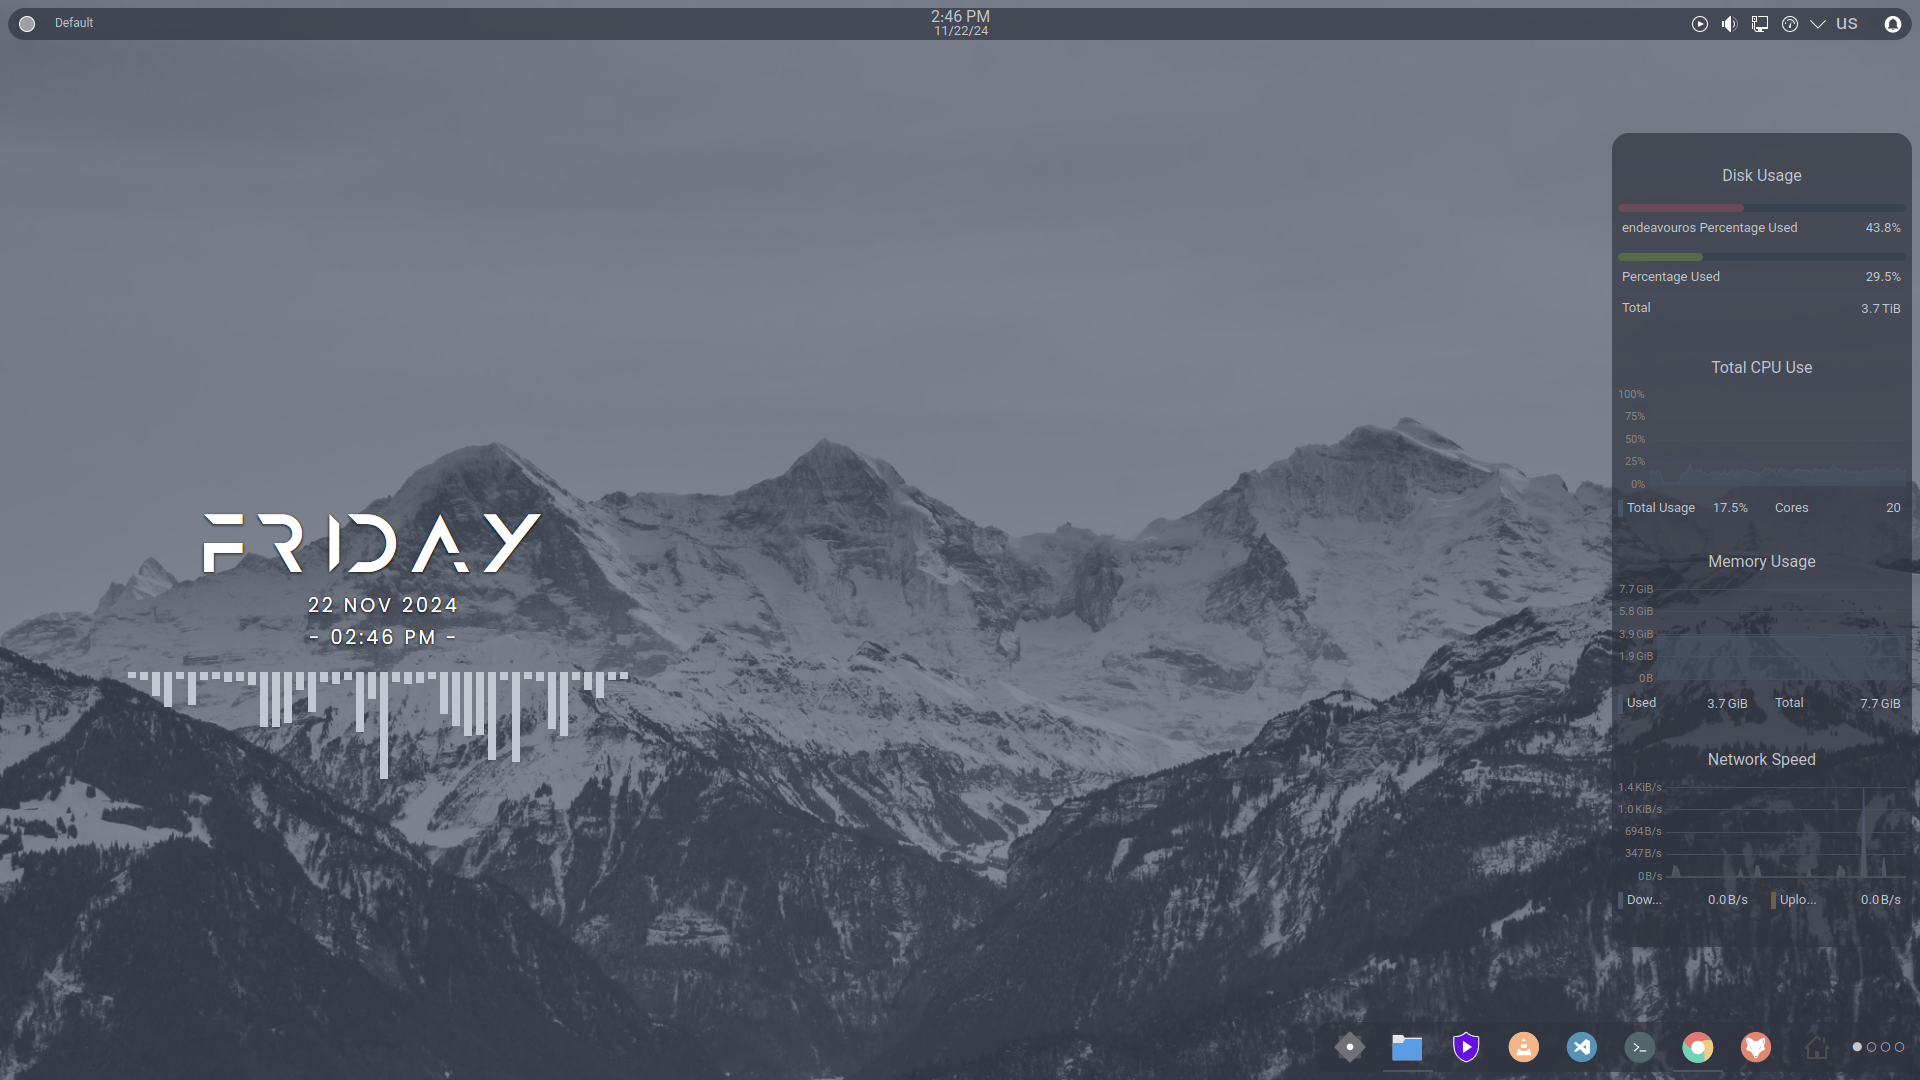 Default
2:46 PM
11/22/24
US
Disk Usage
endeavouros Percentage Used 43.8%
Percentage Used 29.5%
Total 3.7 TiB
Total CPU Use
100%
75%
50%
25%
0%
Total Usage 17.5% Cores 20
Memory Usage
7.7 GiB
5.8 GiB
3.9 GiB
1.9 GiB
0 B
Used 3.7 GiB Total 7.7 GiB
Network Speed
1.4 KiB/s
1.0 KiB/s
694 B/s
347 B/s
0 B/s
Dow... 0.0 B/s Uplo... 0.0 B/s
FRIDAY
22 NOV 2024
- 02:46 PM -